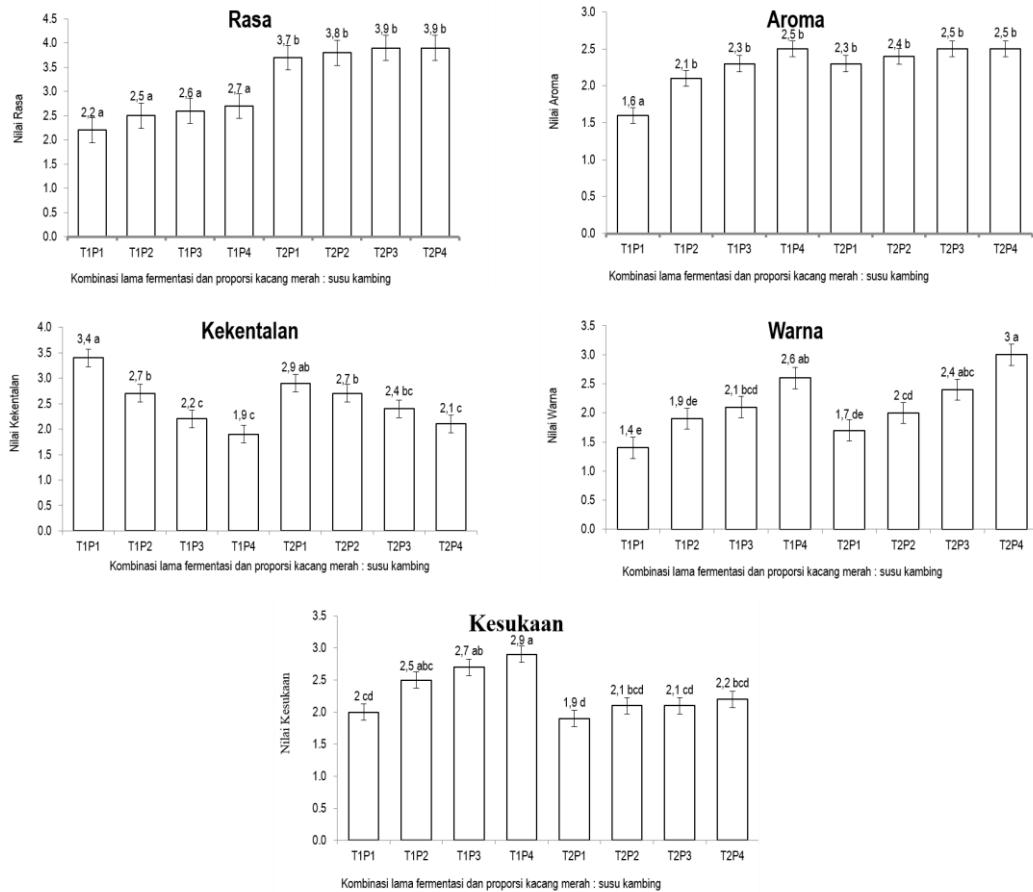 Rasa
Nilai Rasa
4.5
4.0
3.5
3.0
2.5
2.0
1.5
1.0
0.5
0.0
2,2 a
2,5 a
2,6 a
2,7 a
3,7 b
3,8 b
3,9 b
3,9 b
T1P1 T1P2 T1P3 T1P4 T2P1 T2P2 T2P3 T2P4
Kombinasi lama fermentasi dan proporsi kacang merah : susu kambing
Aroma
Nilai Aroma
3.0
2.5
2.0
1.5
1.0
0.5
0.0
1,6 a
2,1 b
2,3 b
2,5 b
2,3 b
2,4 b
2,5 b
2,5 b
T1P1 T1P2 T1P3 T1P4 T2P1 T2P2 T2P3 T2P4
Kombinasi lama fermentasi dan proporsi kacang merah : susu kambing
Kekentalan
Nilai Kekentalan
4.0
3.5
3.0
2.5
2.0
1.5
1.0
0.5
0.0
3,4 a
2,7 b
2,2 c
1,9 c
2,9 ab
2,7 b
2,4 bc
2,1 c
T1P1 T1P2 T1P3 T1P4 T2P1 T2P2 T2P3 T2P4
Kombinasi lama fermentasi dan proporsi kacang merah : susu kambing
Warna
Nilai Warna
3.5
3.0
2.5
2.0
1.5
1.0
0.5
0.0
1,4 e
1,9 de
2,1 bcd
2,6 ab
1,7 de
2 cd
2,4 abc
3 a
T1P1 T1P2 T1P3 T1P4 T2P1 T2P2 T2P3 T2P4
Kombinasi lama fermentasi dan proporsi kacang merah : susu kambing
Kesukaan
Nilai Kesukaan
3.5
3.0
2.5
2.0
1.5
1.0
0.5
0.0
2 cd
2,5 abc
2,7 ab
2,9 a
1,9 d
2,1 bcd
2,1 cd
2,2 bcd
T1P1 T1P2 T1P3 T1P4 T2P1 T2P2 T2P3 T2P4
Kombinasi lama fermentasi dan proporsi kacang merah : susu kambing